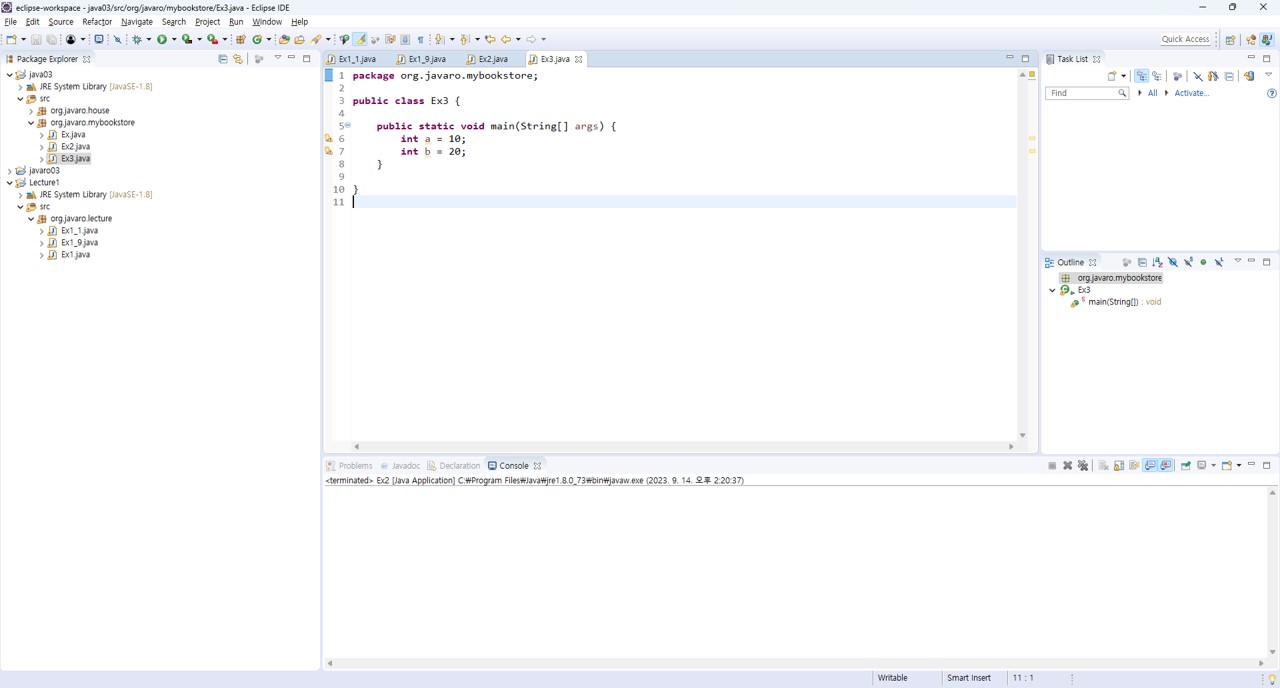 eclipse-workspace - java03/src/org/javaro/mybookstore/Ex3.java - Eclipse IDE
File Edit Source Refactor Navigate Search Project Run Window Help
Quick Access
Package Explorer
java03
JRE System Library [JavaSE-1.8]
src
org.javaro.house
org.javaro.mybookstore
Ex.java
Ex2.java
Ex3.java
javaro03
Lecture1
JRE System Library [JavaSE-1.8]
src
org.javaro.lecture
Ex1_1.java
Ex1_9.java
Ex1.java
Ex1_1.java Ex1_9.java Ex2.java Ex3.java
1 package org.javaro.mybookstore;
2
3 public class Ex3 {
4
5 public static void main(String[] args) {
6 int a = 10;
7 int b = 20;
8 }
9
10 }
11
Task List
Find All Activate...
Outline
org.javaro.mybookstore
Ex3
main(String[]) : void
Problems Javadoc Declaration Console
<terminated> Ex2 [Java Application] C:₩Program Files₩Java₩jre1.8.0_73₩bin₩javaw.exe (2023. 9. 14. 오후 2:20:37)
Writable Smart Insert 11 : 1